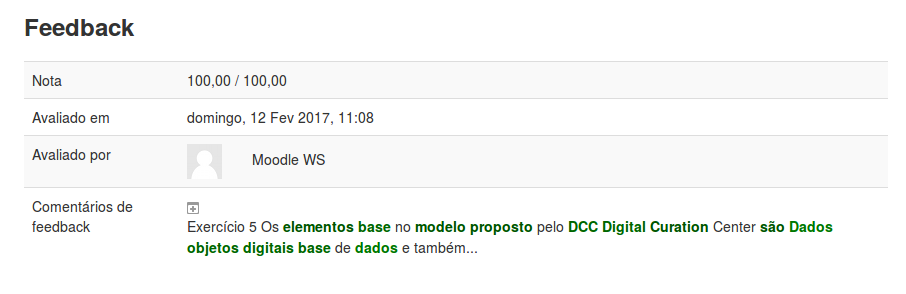 Feedback
Nota 100,00 / 100,00
Avaliado em domingo, 12 Fev 2017, 11:08
Avaliado por Moodle WS
Comentários de
feedback
Exercício 5 Os elementos base no modelo proposto pelo DCC Digital Curation Center são Dados
objetos digitais base de dados e também...